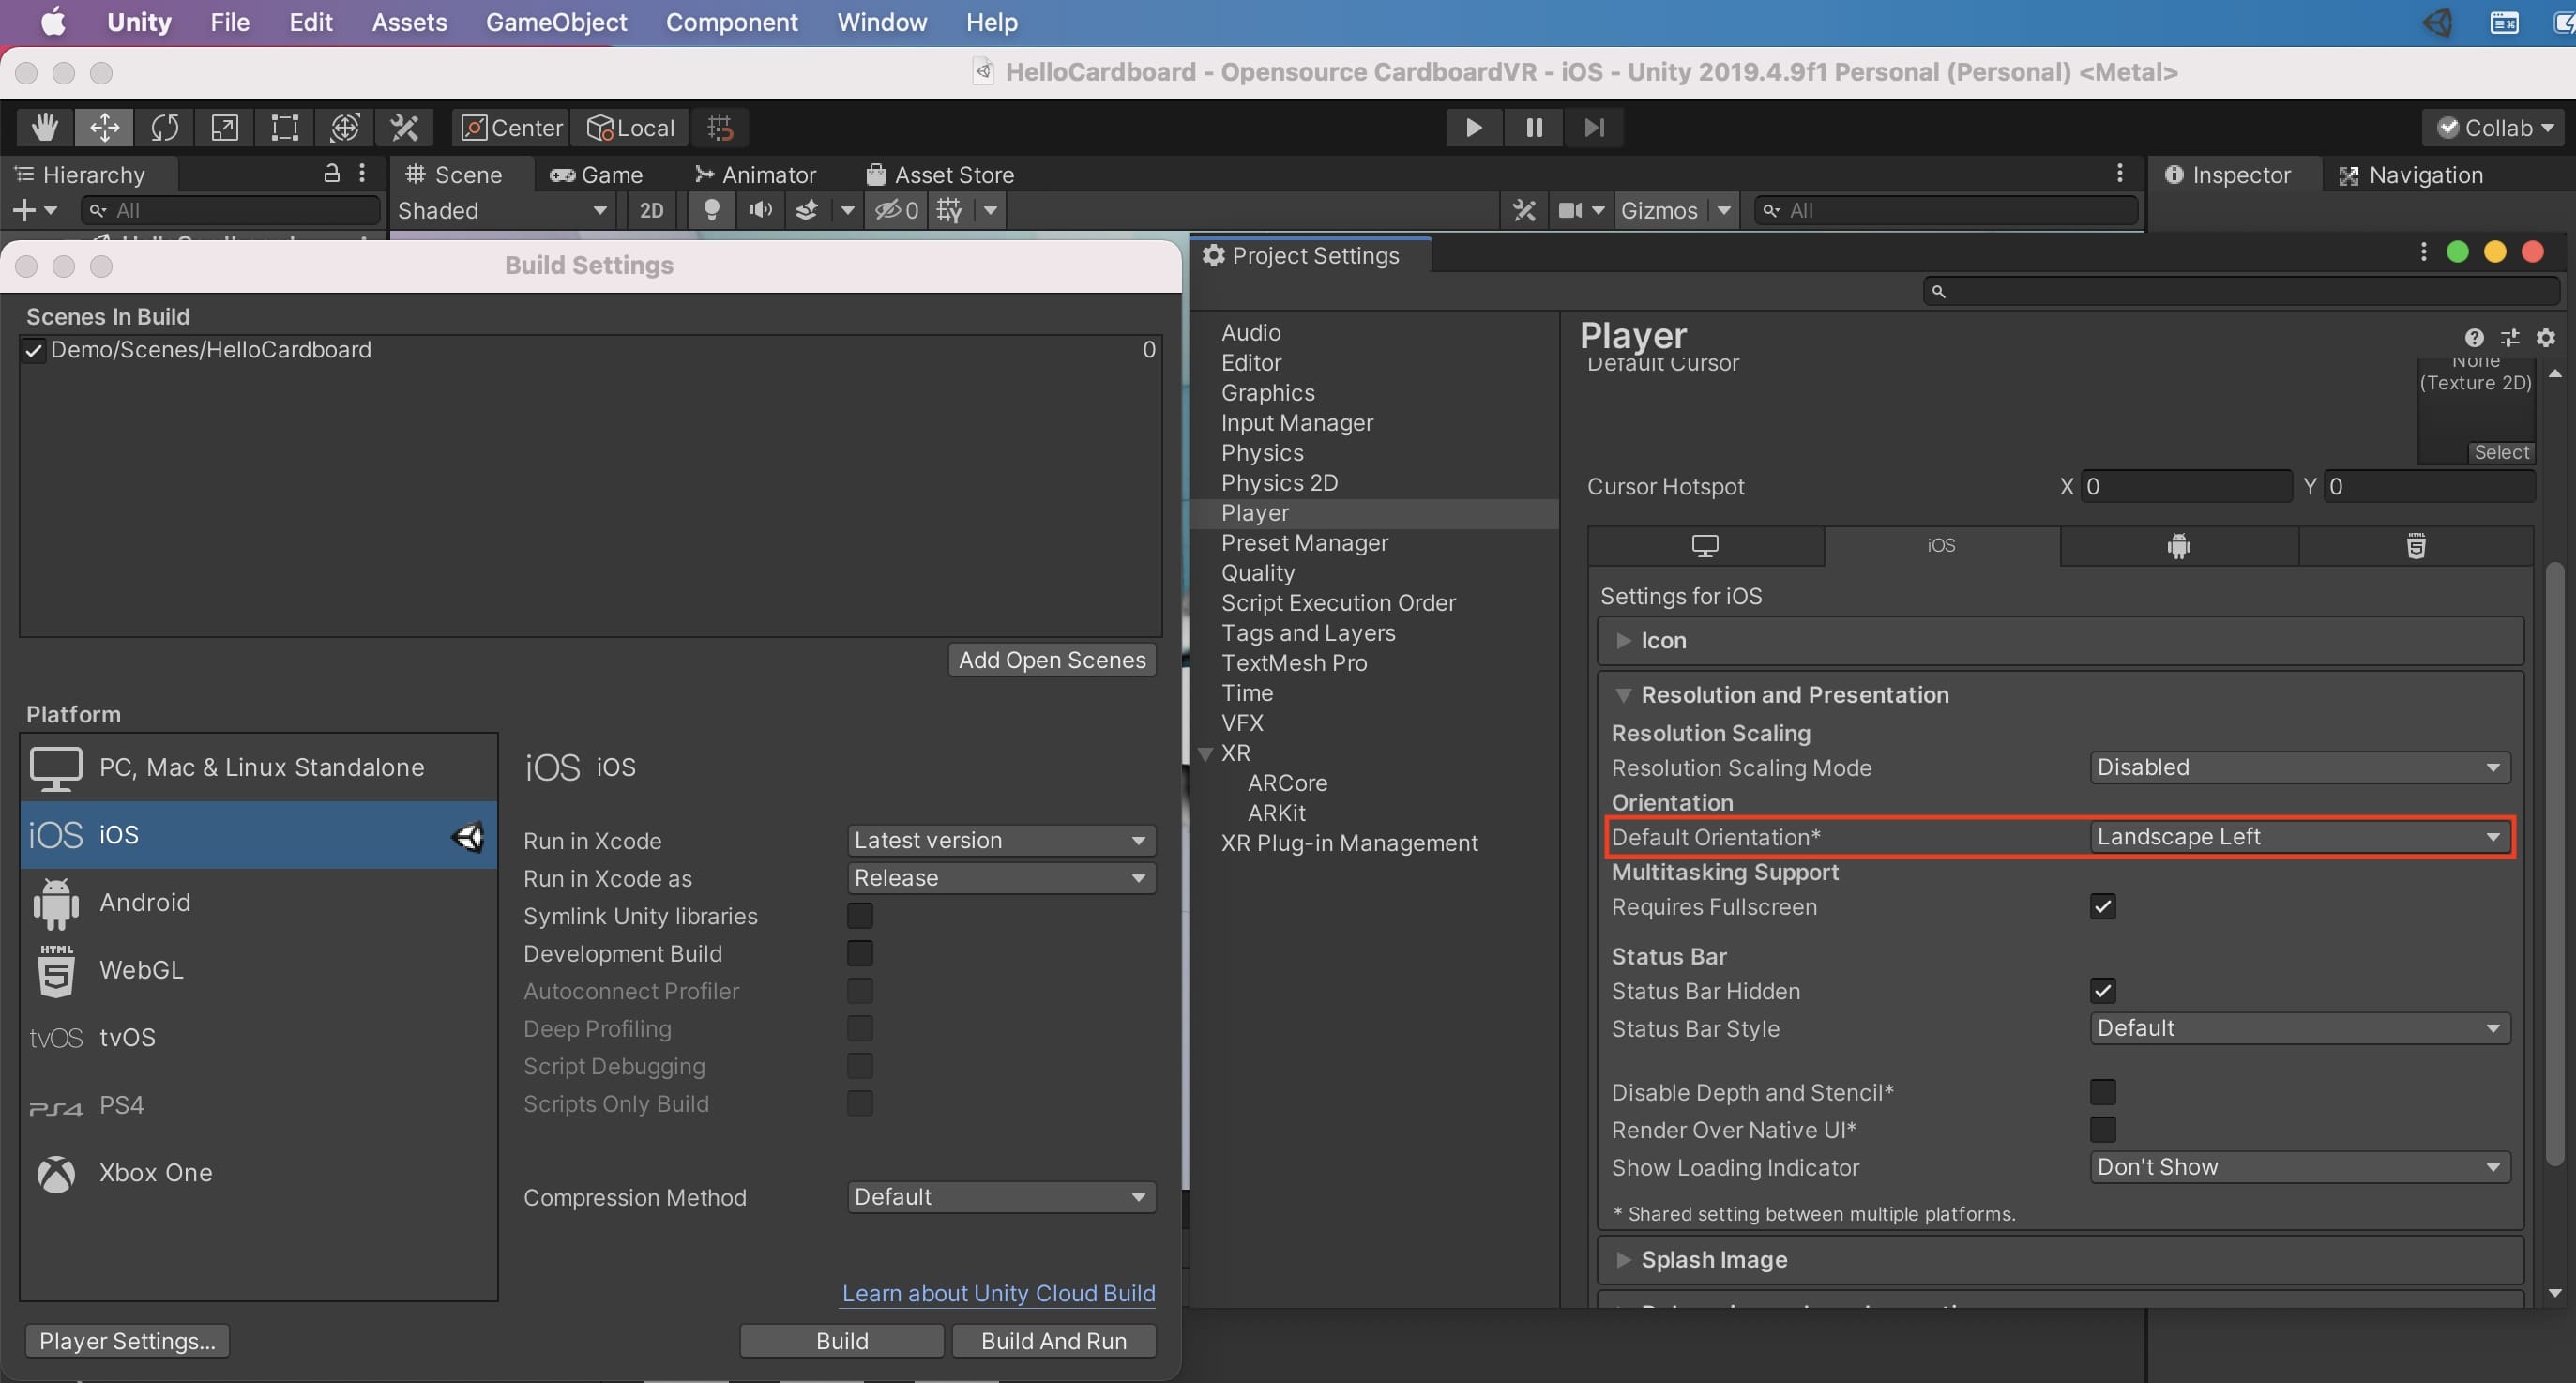 Unity File Edit Assets GameObject Component Window Help
HelloCardboard - Opensource CardboardVR - iOS - Unity 2019.4.9f1 Personal (Personal) <Metal>
Center Local Collab
Hierarchy Scene Game Animator Asset Store Inspector Navigation
All Shaded 2D 0 Gizmos All
Build Settings
Scenes In Build
Demo/Scenes/HelloCardboard 0
Add Open Scenes
Platform
PC, Mac & Linux Standalone
iOS iOS
Android
HTML 5 WebGL
tvOS tvOS
PS4 PS4
Xbox One
iOS iOS
Run in Xcode Latest version
Run in Xcode as Release
Symlink Unity libraries
Development Build
Autoconnect Profiler
Deep Profiling
Script Debugging
Scripts Only Build
Compression Method Default
Learn about Unity Cloud Build
Player Settings... Build Build And Run
Project Settings
Audio
Editor
Graphics
Input Manager
Physics
Physics 2D
Player
Preset Manager
Quality
Script Execution Order
Tags and Layers
TextMesh Pro
Time
VFX
XR
ARCore
ARKit
XR Plug-in Management
Player
Default Cursor None
(Texture 2D)
Select
Cursor Hotspot X 0 Y 0
iOS HTML 5
Settings for iOS
Icon
Resolution and Presentation
Resolution Scaling
Resolution Scaling Mode Disabled
Orientation
Default Orientation* Landscape Left
Multitasking Support
Requires Fullscreen
Status Bar
Status Bar Hidden
Status Bar Style Default
Disable Depth and Stencil*
Render Over Native UI*
Show Loading Indicator Don't Show
* Shared setting between multiple platforms.
Splash Image